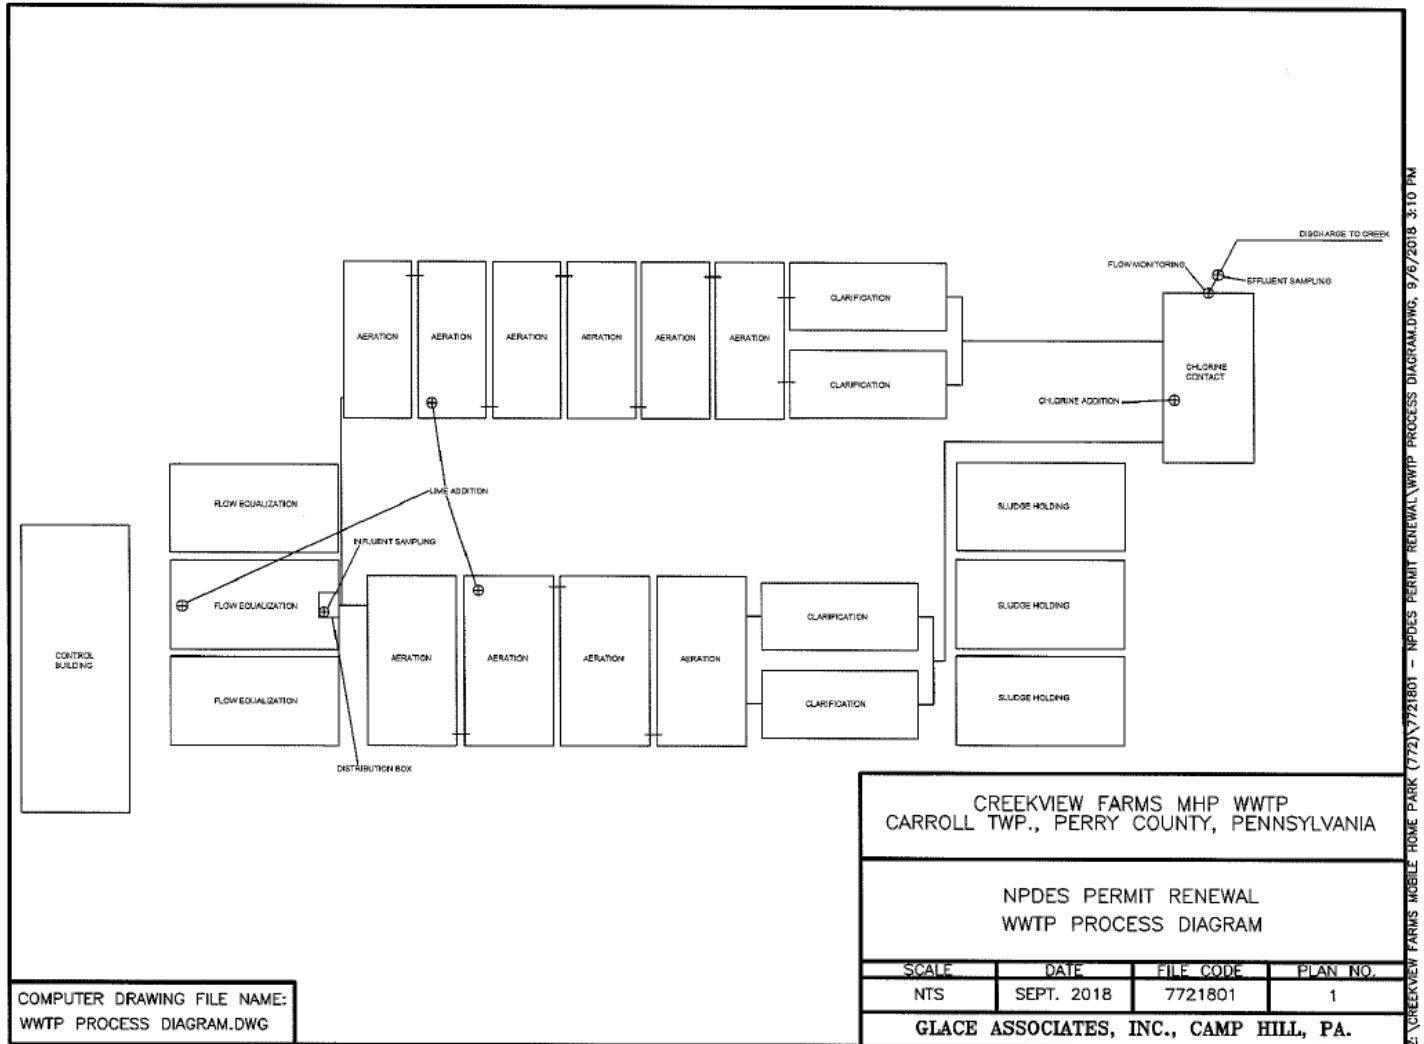 DISCHARGE TO CREEK
FLOW MONITORING
EFFLUENT SAMPLING
AERATION
AERATION
AERATION
AERATION
AERATION
AERATION
CLARIFICATION
CLARIFICATION
CHLORINE
CONTACT
CHLORINE ADDITION
FLOW EQUALIZATION
LIME ADDITION
INFLUENT SAMPLING
FLOW EQUALIZATION
FLOW EQUALIZATION
CONTROL
BUILDING
DISTRIBUTION BOX
AERATION
AERATION
AERATION
AERATION
CLARIFICATION
CLARIFICATION
SLUDGE HOLDING
SLUDGE HOLDING
SLUDGE HOLDING
CREEKVIEW FARMS MHP WWTP
CARROLL TWP., PERRY COUNTY, PENNSYLVANIA
NPDES PERMIT RENEWAL
WWTP PROCESS DIAGRAM
SCALE DATE FILE CODE PLAN NO.
NTS SEPT. 2018 7721801 1
GLACE ASSOCIATES, INC., CAMP HILL, PA.
COMPUTER DRAWING FILE NAME:
WWTP PROCESS DIAGRAM.DWG
Z:\CREEKVIEW FARMS MOBILE HOME PARK (772)\7721801 - NPDES PERMIT RENEWAL\WWTP PROCESS DIAGRAM.DWG, 9/6/2018 3:10 PM